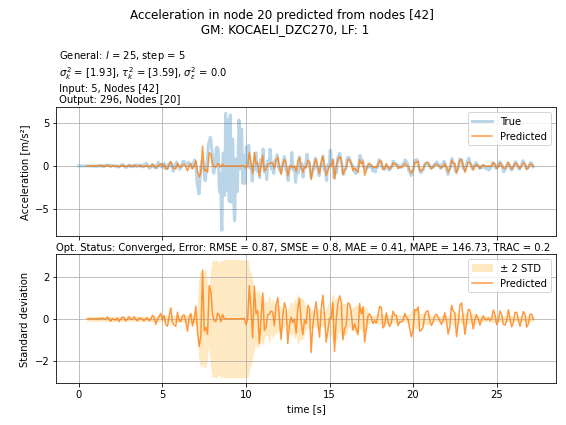 Acceleration in node 20 predicted from nodes [42]
GM: KOCAELI_DZC270, LF: 1
General: l = 25, step = 5
σ²ₖ = [1.93], τ²ₖ = [3.59], σ²ε = 0.0
Input: 5, Nodes [42]
Output: 296, Nodes [20]
Acceleration [m/s²]
5
0
−5
True
Predicted
Opt. Status: Converged, Error: RMSE = 0.87, SMSE = 0.8, MAE = 0.41, MAPE = 146.73, TRAC = 0.2
Standard deviation
2
0
−2
± 2 STD
Predicted
0 5 10 15 20 25
time [s]